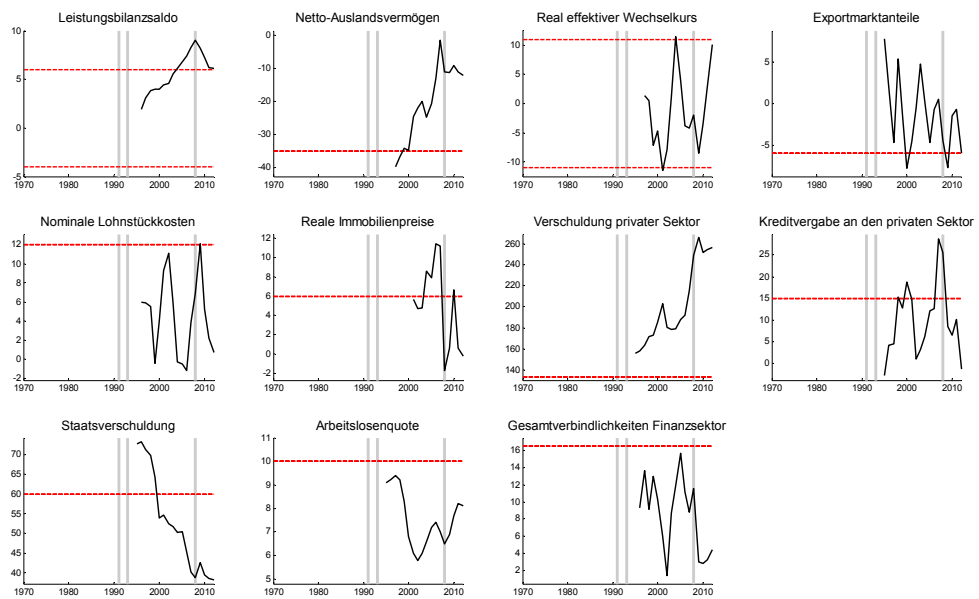 Leistungsbilanzsaldo
10
5
0
-5
1970 1980 1990 2000 2010
Netto-Auslandsvermögen
0
-10
-20
-30
-40
1970 1980 1990 2000 2010
Real effektiver Wechselkurs
10
5
0
-5
-10
1970 1980 1990 2000 2010
Exportmarktanteile
5
0
-5
1970 1980 1990 2000 2010
Nominale Lohnstückkosten
12
10
8
6
4
2
0
-2
1970 1980 1990 2000 2010
Reale Immobilienpreise
12
10
8
6
4
2
0
-2
1970 1980 1990 2000 2010
Verschuldung privater Sektor
260
240
220
200
180
160
140
1970 1980 1990 2000 2010
Kreditvergabe an den privaten Sektor
25
20
15
10
5
0
1970 1980 1990 2000 2010
Staatsverschuldung
70
60
50
40
1970 1980 1990 2000 2010
Arbeitslosenquote
11
10
9
8
7
6
5
1970 1980 1990 2000 2010
Gesamtverbindlichkeiten Finanzsektor
16
14
12
10
8
6
4
2
1970 1980 1990 2000 2010